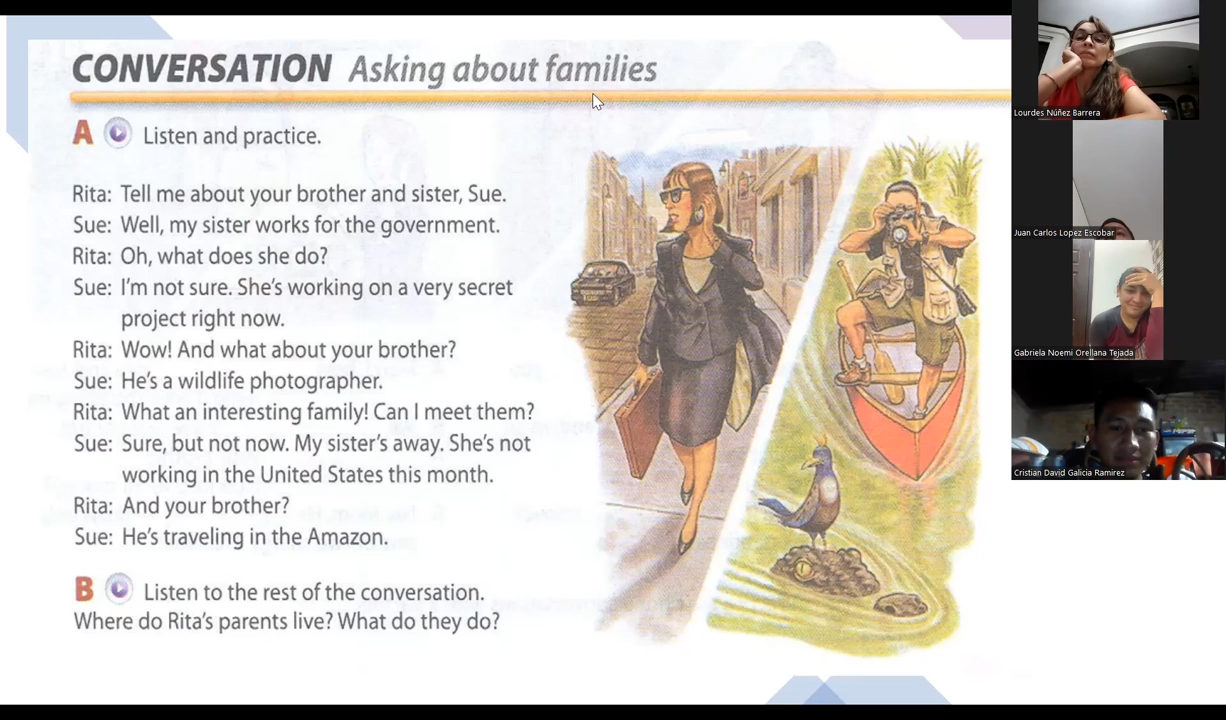 CONVERSATION Asking about families
A Listen and practice.
Rita: Tell me about your brother and sister, Sue.
Sue: Well, my sister works for the government.
Rita: Oh, what does she do?
Sue: I'm not sure. She's working on a very secret
project right now.
Rita: Wow! And what about your brother?
Sue: He's a wildlife photographer.
Rita: What an interesting family! Can I meet them?
Sue: Sure, but not now. My sister's away. She's not
working in the United States this month.
Rita: And your brother?
Sue: He's traveling in the Amazon.
B Listen to the rest of the conversation.
Where do Rita's parents live? What do they do?
Lourdes Núñez Barrera
Juan Carlos Lopez Escobar
Gabriela Noemi Orellana Tejada
Cristian David Galicia Ramirez